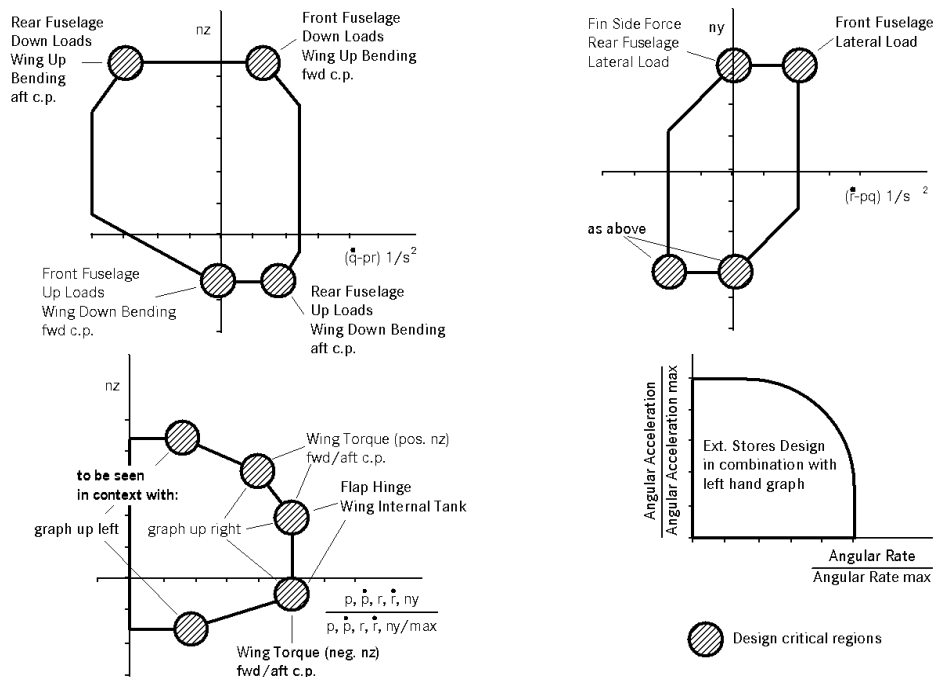 Rear Fuselage
Down Loads
Wing Up
Bending
aft c.p.
nz
Front Fuselage
Down Loads
Wing Up Bending
fwd c.p.
(q̇-pr) 1/s²
Front Fuselage
Up Loads
Wing Down Bending
fwd c.p.
Rear Fuselage
Up Loads
Wing Down Bending
aft c.p.
Fin Side Force
Rear Fuselage
Lateral Load
ny
Front Fuselage
Lateral Load
(ṙ-pq) 1/s ²
as above
nz
to be seen
in context with:
graph up left
graph up right
Wing Torque (pos. nz)
fwd/aft c.p.
Flap Hinge
Wing Internal Tank
p, ṗ, r, ṙ, ny
p, ṗ, r, ṙ, ny/max
Wing Torque (neg. nz)
fwd/aft c.p.
Angular Acceleration
Angular Acceleration max
Ext. Stores Design
in combination with
left hand graph
Angular Rate
Angular Rate max
Design critical regions